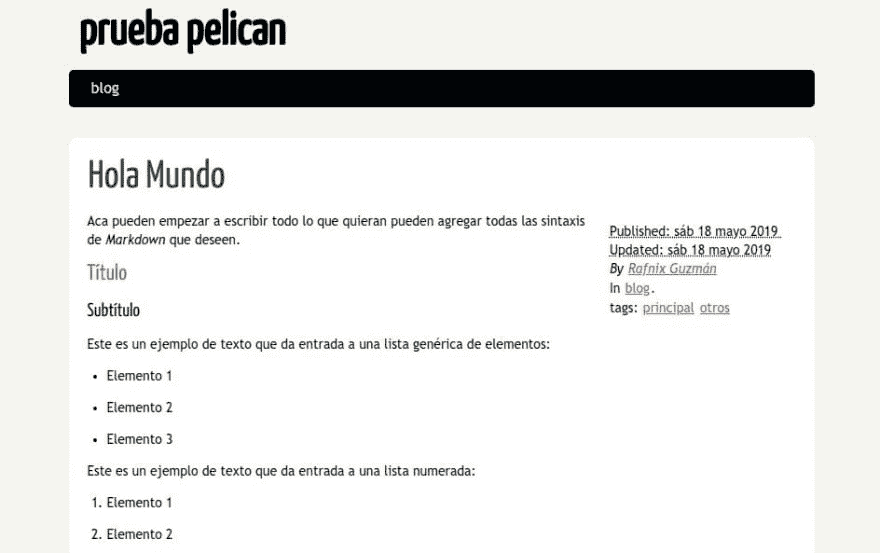 prueba pelican
blog
Hola Mundo
Aca pueden empezar a escribir todo lo que quieran pueden agregar todas las sintaxis
de Markdown que deseen.
Título
Subtítulo
Este es un ejemplo de texto que da entrada a una lista genérica de elementos:
• Elemento 1
• Elemento 2
• Elemento 3
Este es un ejemplo de texto que da entrada a una lista numerada:
1. Elemento 1
2. Elemento 2
Published: sáb 18 mayo 2019
Updated: sáb 18 mayo 2019
By Rafnix Guzmán
In blog.
tags: principal otros